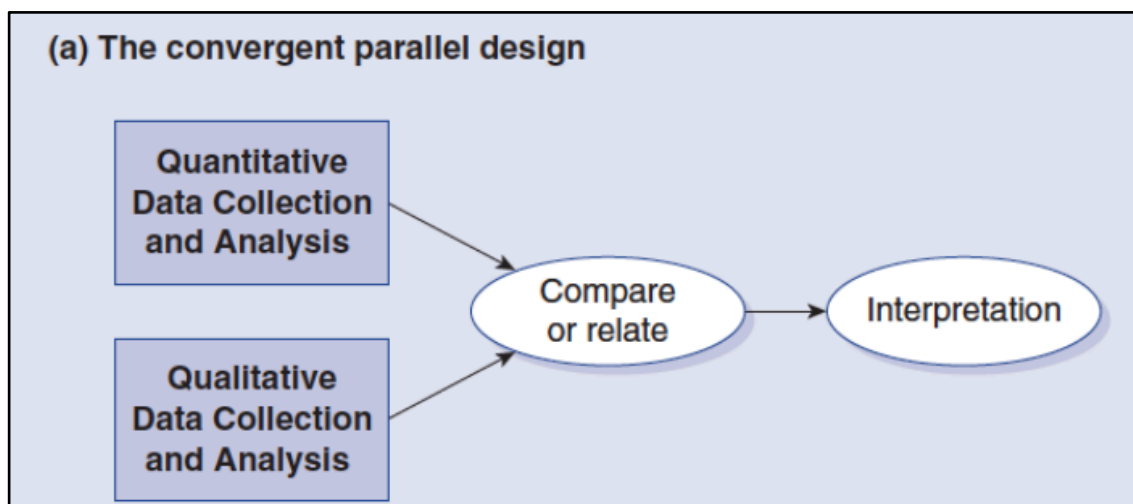 (a) The convergent parallel design
Quantitative
Data Collection
and Analysis
Compare
or relate
Interpretation
Qualitative
Data Collection
and Analysis